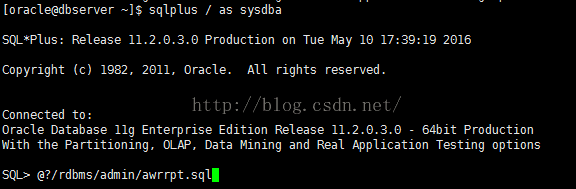 [oracle@dbserver ~]$ sqlplus / as sysdba
SQL*Plus: Release 11.2.0.3.0 Production on Tue May 10 17:39:19 2016
Copyright (c) 1982, 2011, Oracle.  All rights reserved.
http://blog.csdn.net/
Connected to:
Oracle Database 11g Enterprise Edition Release 11.2.0.3.0 - 64bit Production
With the Partitioning, OLAP, Data Mining and Real Application Testing options
SQL> @?/rdbms/admin/awrrpt.sql